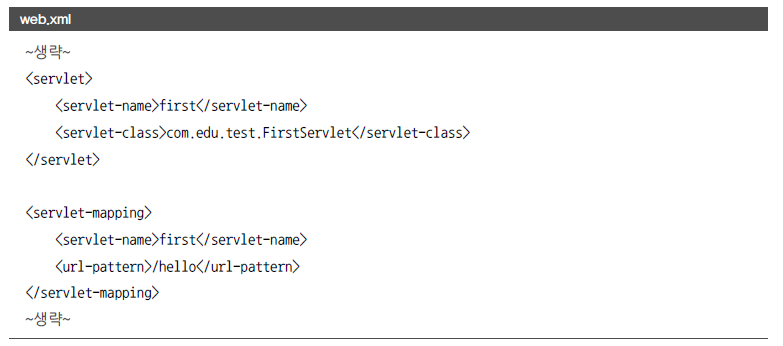 web.xml
~생략~
<servlet>
<servlet-name>first</servlet-name>
<servlet-class>com.edu.test.FirstServlet</servlet-class>
</servlet>
<servlet-mapping>
<servlet-name>first</servlet-name>
<url-pattern>/hello</url-pattern>
</servlet-mapping>
~생략~